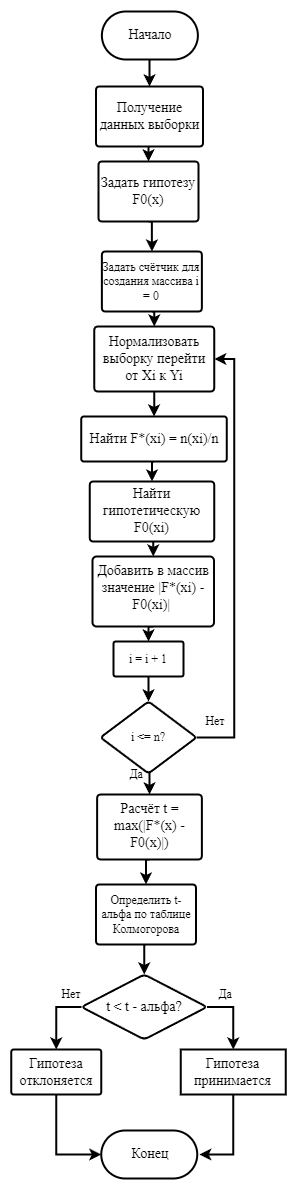 Начало
Получение
данных выборки
Задать гипотезу
F0(x)
Задать счётчик для
создания массива i
= 0
Нормализовать
выборку перейти
от Xi к Yi
Найти F*(xi) = n(xi)/n
Найти
гипотетическую
F0(xi)
Добавить в массив
значение |F*(xi) -
F0(xi)|
i = i + 1
i <= n?
Нет
Да
Расчёт t =
max(|F*(x) -
F0(x)|)
Определить t-
альфа по таблице
Колмогорова
t < t - альфа?
Нет
Да
Гипотеза
отклоняется
Гипотеза
принимается
Конец